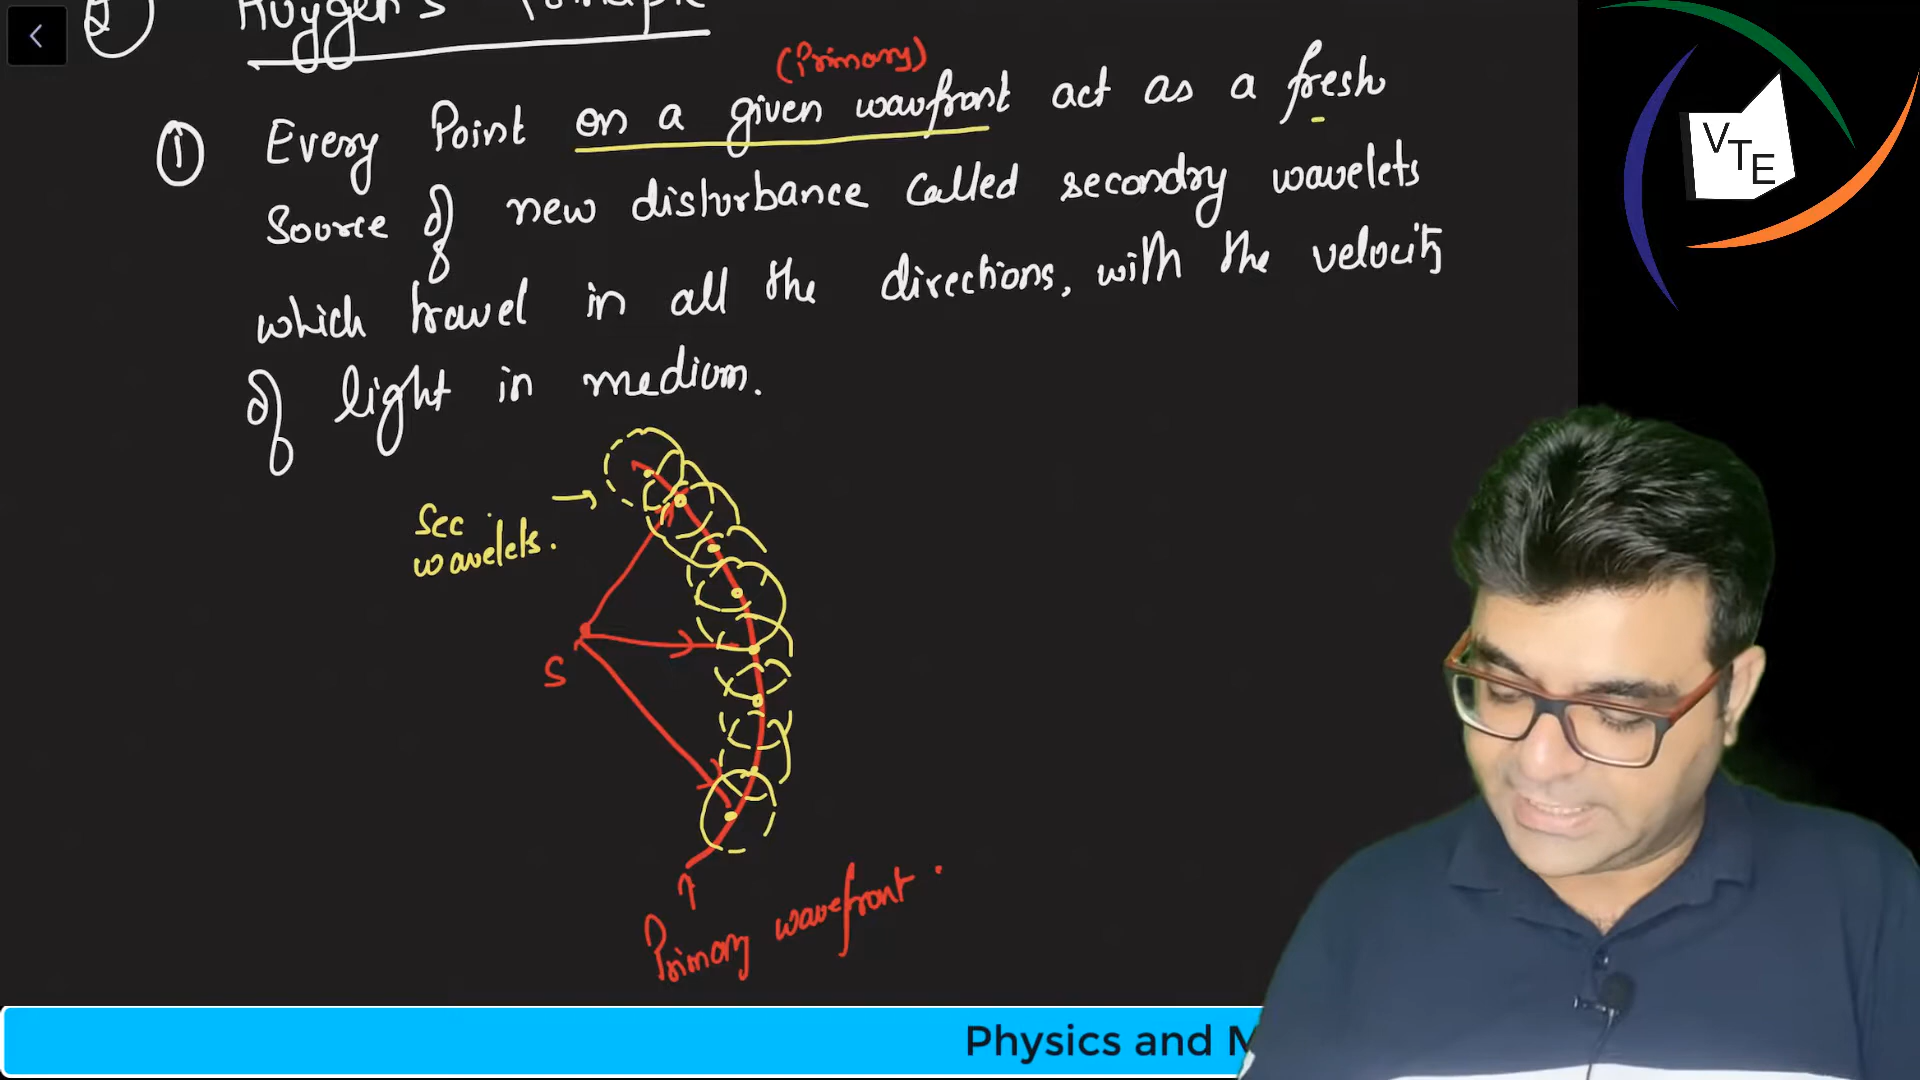 ② Huygen's Principle
(Primary)
① Every Point on a given wavefront act as a fresh
Source of new disturbance called secondry wavelets
which travel in all the directions, with the velocity
of light in medium.
Sec
wavelets.
S
Primary wavefront.
VTE
Physics and M